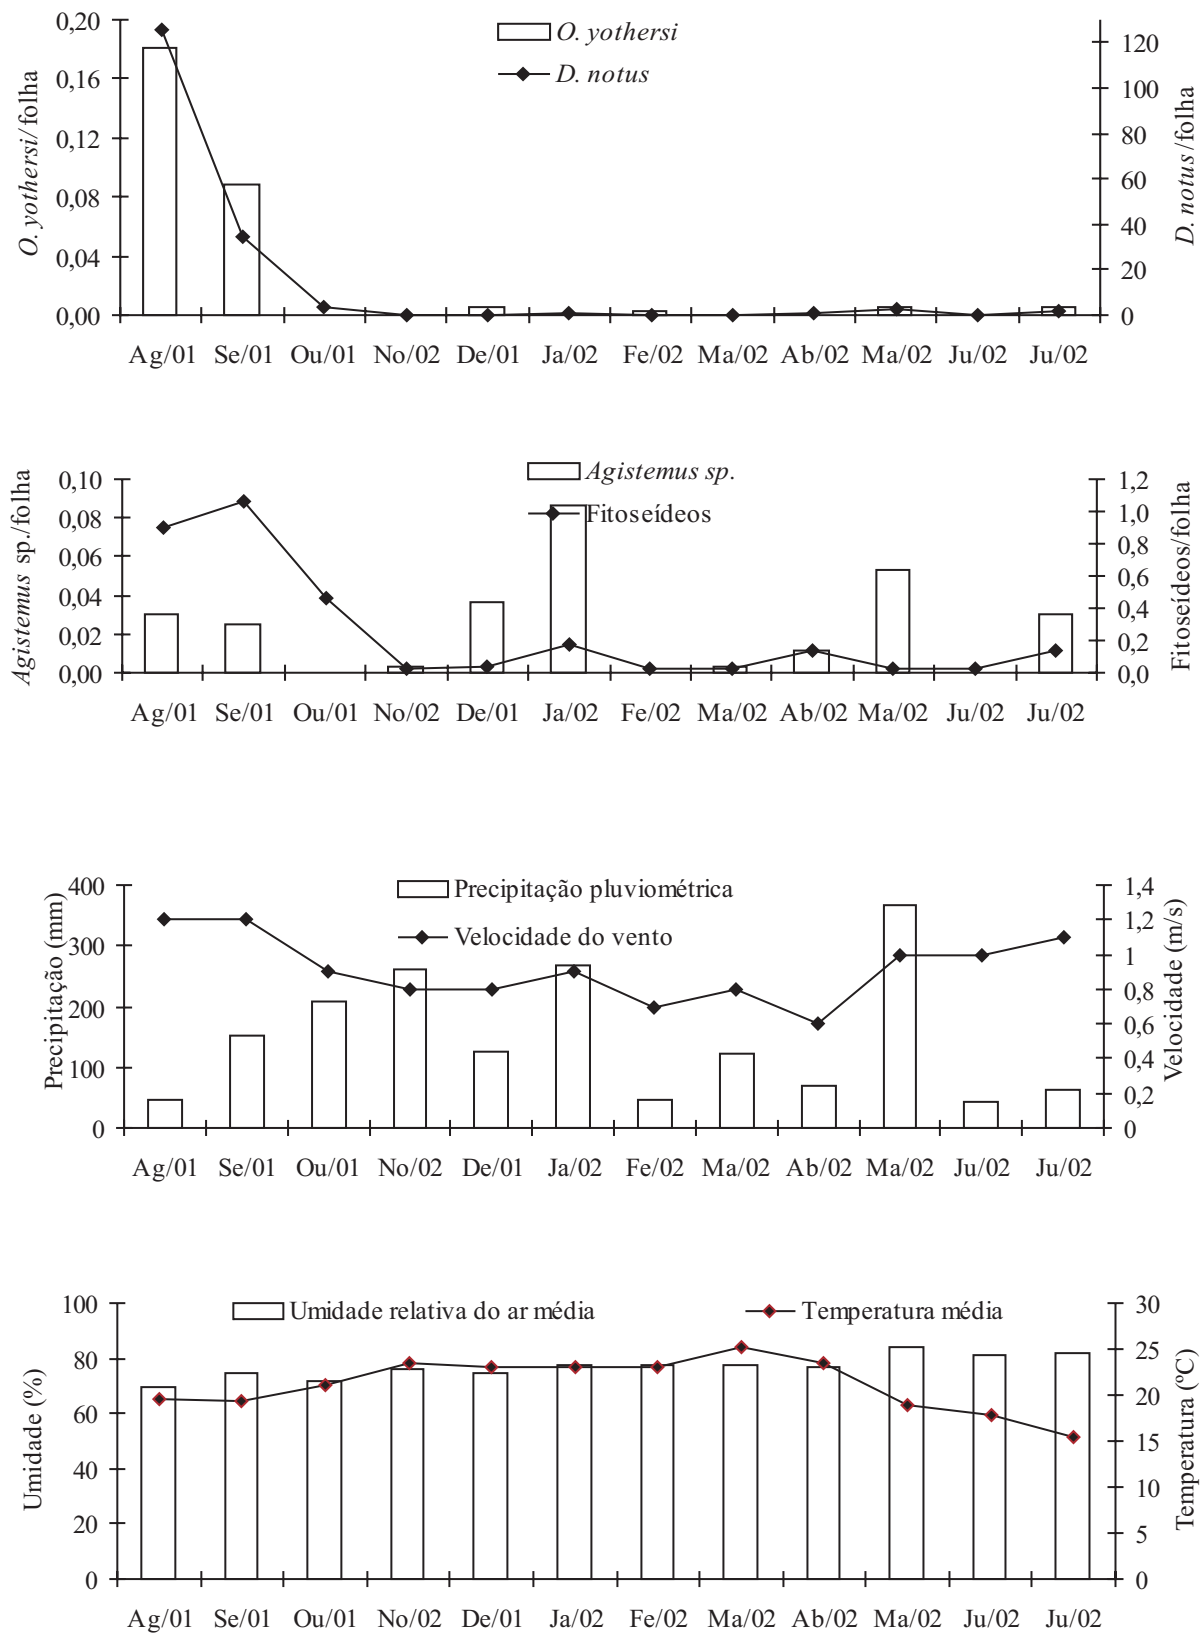 O. yothersi
D. notus
O. yothersi/folha
0,20
0,16
0,12
0,08
0,04
0,00
120
100
80
60
40
20
0
D. notus/folha
Ag/01 Se/01 Ou/01 No/02 De/01 Ja/02 Fe/02 Ma/02 Ab/02 Ma/02 Ju/02 Ju/02
Agistemus sp.
Fitoseídeos
Agistemus sp./folha
0,10
0,08
0,06
0,04
0,02
0,00
1,2
1,0
0,8
0,6
0,4
0,2
0,0
Fitoseídeos/folha
Ag/01 Se/01 Ou/01 No/02 De/01 Ja/02 Fe/02 Ma/02 Ab/02 Ma/02 Ju/02 Ju/02
Precipitação pluviométrica
Velocidade do vento
Precipitação (mm)
400
300
200
100
0
1,4
1,2
1
0,8
0,6
0,4
0,2
0
Velocidade (m/s)
Ag/01 Se/01 Ou/01 No/02 De/01 Ja/02 Fe/02 Ma/02 Ab/02 Ma/02 Ju/02 Ju/02
Umidade relativa do ar média
Temperatura média
Umidade (%)
100
80
60
40
20
0
30
25
20
15
10
5
0
Temperatura (ºC)
Ag/01 Se/01 Ou/01 No/02 De/01 Ja/02 Fe/02 Ma/02 Ab/02 Ma/02 Ju/02 Ju/02